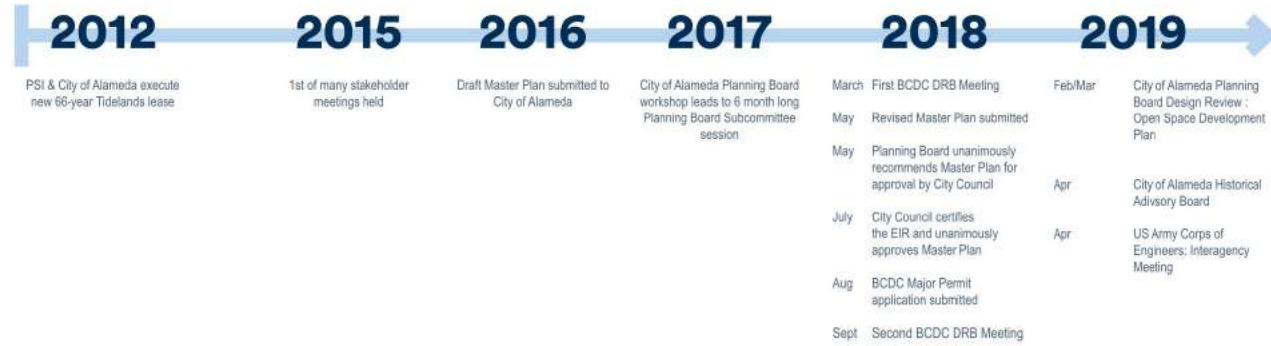 2012
PSI & City of Alameda execute
new 66-year Tidelands lease
2015
1st of many stakeholder
meetings held
2016
Draft Master Plan submitted to
City of Alameda
2017
City of Alameda Planning Board
workshop leads to 6 month long
Planning Board Subcommittee
session
2018
March First BCDC DRB Meeting
May Revised Master Plan submitted
May Planning Board unanimously
recommends Master Plan for
approval by City Council
July City Council certifies
the EIR and unanimously
approves Master Plan
Aug BCDC Major Permit
application submitted
Sept Second BCDC DRB Meeting
2019
Feb/Mar City of Alameda Planning
Board Design Review :
Open Space Development
Plan
Apr City of Alameda Historical
Adivsory Board
Apr US Army Corps of
Engineers: Interagency
Meeting